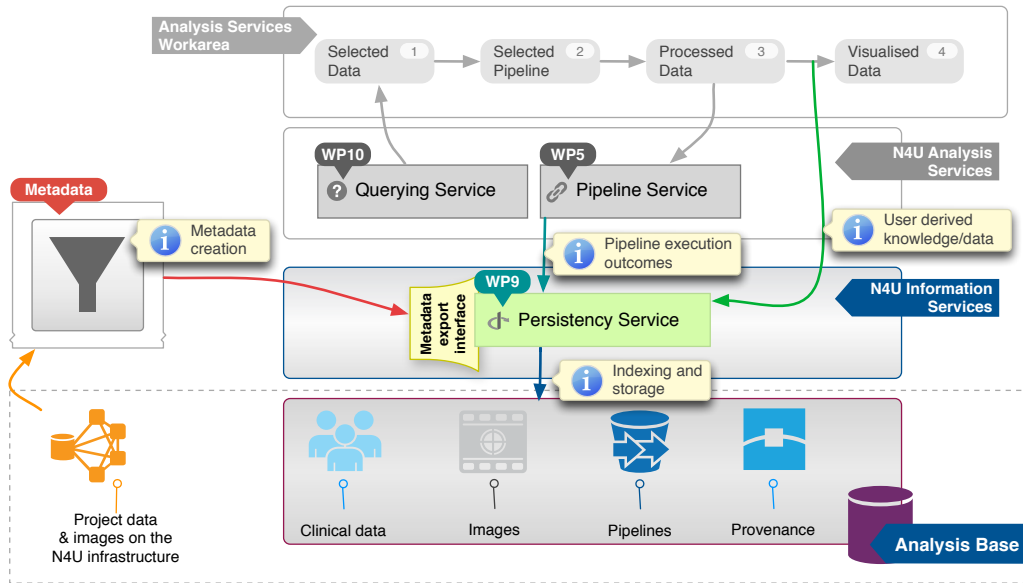 Analysis Services
Workarea
Selected
Data
1
Selected
Pipeline
2
Processed
Data
3
Visualised
Data
4
WP10
? Querying Service
WP5
Pipeline Service
N4U Analysis
Services
Metadata
i
Metadata
creation
i
Pipeline execution
outcomes
i
User derived
knowledge/data
WP9
Metadata
export
interface
Persistency Service
N4U Information
Services
i
Indexing and
storage
Project data
& images on the
N4U infrastructure
Clinical data
Images
Pipelines
Provenance
Analysis Base